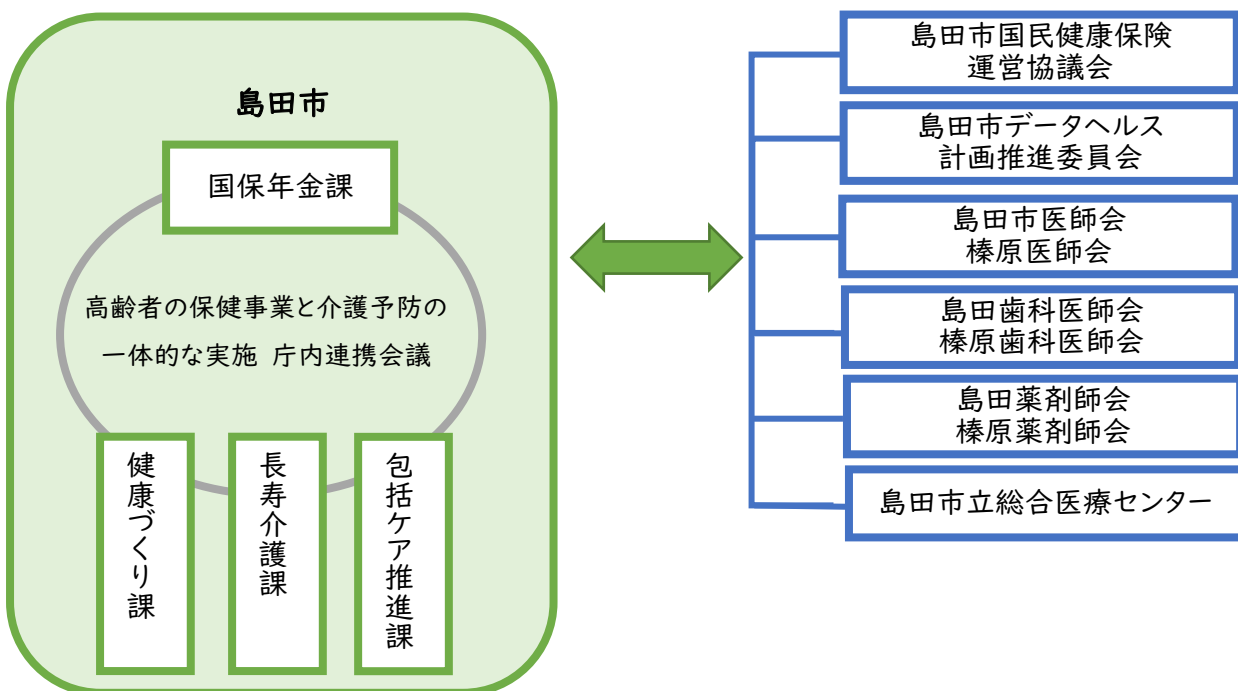 島田市
国保年金課
高齢者の保健事業と介護予防の
一体的な実施 庁内連携会議
健康づくり課
長寿介護課
包括ケア推進課
島田市国民健康保険
運営協議会
島田市データヘルス
計画推進委員会
島田市医師会
榛原医師会
島田歯科医師会
榛原歯科医師会
島田薬剤師会
榛原薬剤師会
島田市立総合医療センター